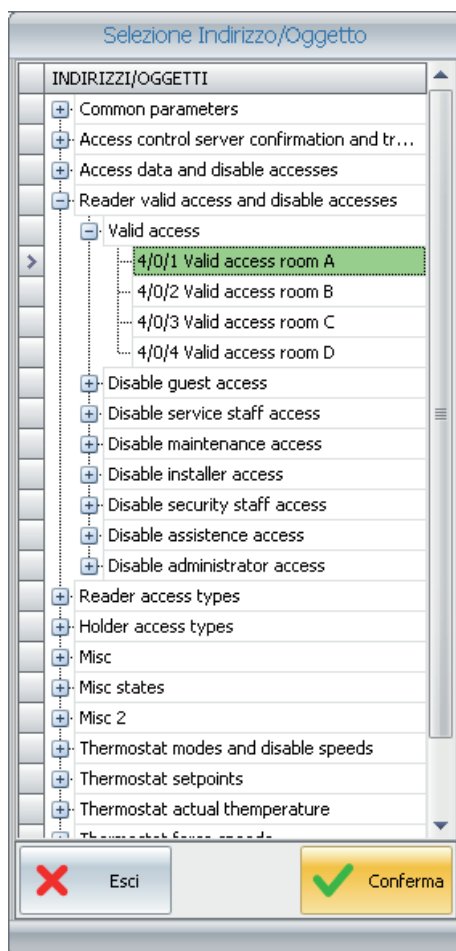 Selezione Indirizzo/Oggetto
INDIRIZZI/OGGETTI
Common parameters
Access control server confirmation and tr...
Access data and disable accesses
Reader valid access and disable accesses
Valid access
4/0/1 Valid access room A
4/0/2 Valid access room B
4/0/3 Valid access room C
4/0/4 Valid access room D
Disable guest access
Disable service staff access
Disable maintenance access
Disable installer access
Disable security staff access
Disable assistence access
Disable administrator access
Reader access types
Holder access types
Misc
Misc states
Misc 2
Thermostat modes and disable speeds
Thermostat setpoints
Thermostat actual themperature
Thermostat force speeds
Esci
Conferma